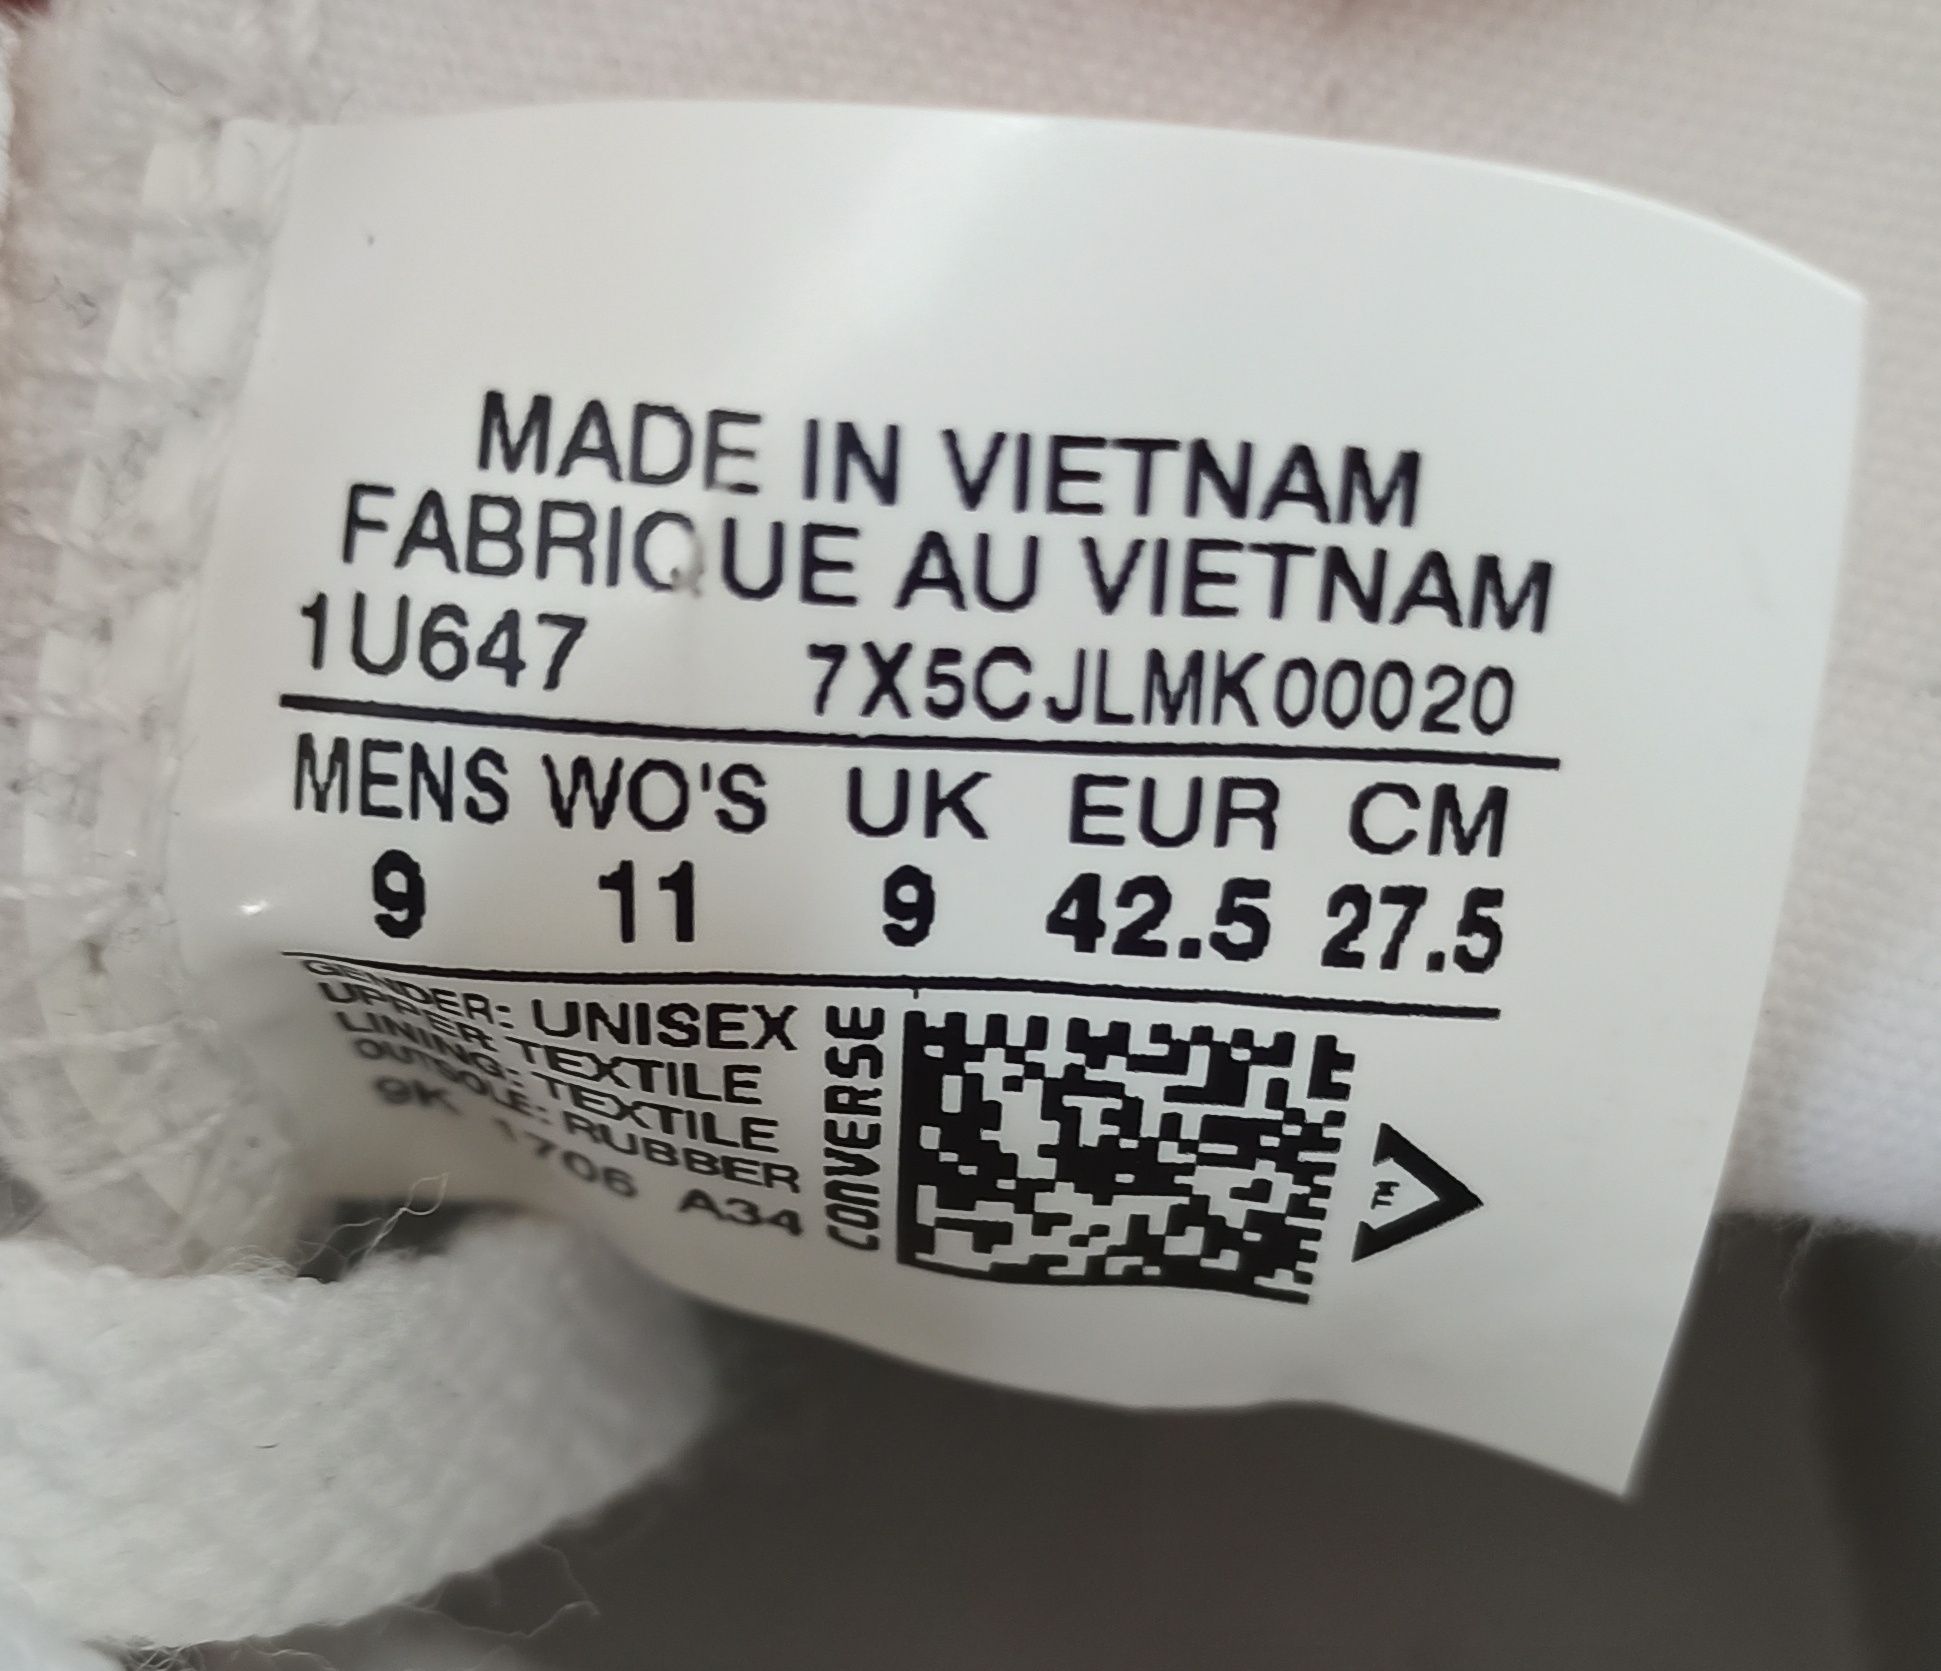 MADE IN VIETNAM
FABRIQUE AU VIETNAM
1U647 7X5CJLMK00020
MENS WO'S UK EUR CM
9 11 9 42.5 27.5
GENDER: UNISEX
UPPER: TEXTILE
LINING: TEXTILE
OUTSOLE: RUBBER
9K 1706 A34
CONVERSE